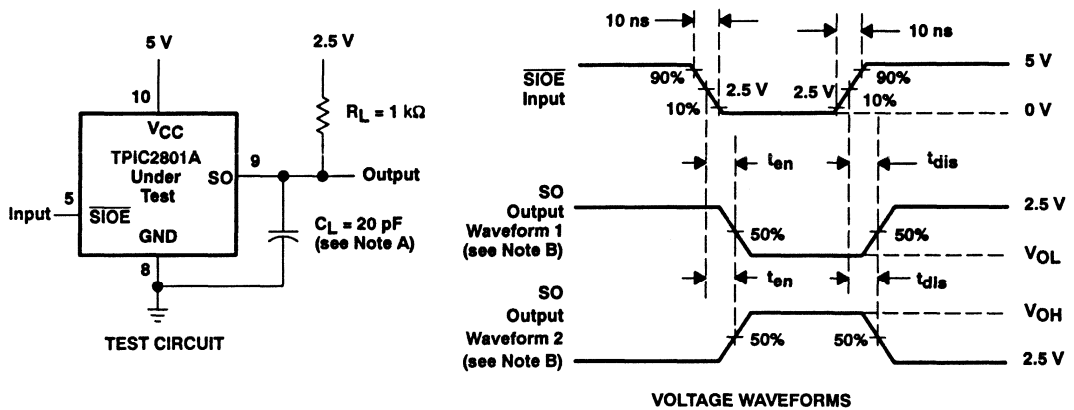 5 V
2.5 V
10
VCC
RL = 1 kΩ
TPIC2801A
Under
Test
SO
9
Output
5
Input
SIOE
GND
CL = 20 pF
(see Note A)
8
TEST CIRCUIT
10 ns
10 ns
SIOE
Input
90%
10%
2.5 V
2.5 V
90%
10%
5 V
0 V
ten
tdis
SO
Output
Waveform 1
(see Note B)
50%
50%
2.5 V
VOL
ten
tdis
SO
Output
Waveform 2
(see Note B)
50%
50%
VOH
2.5 V
VOLTAGE WAVEFORMS